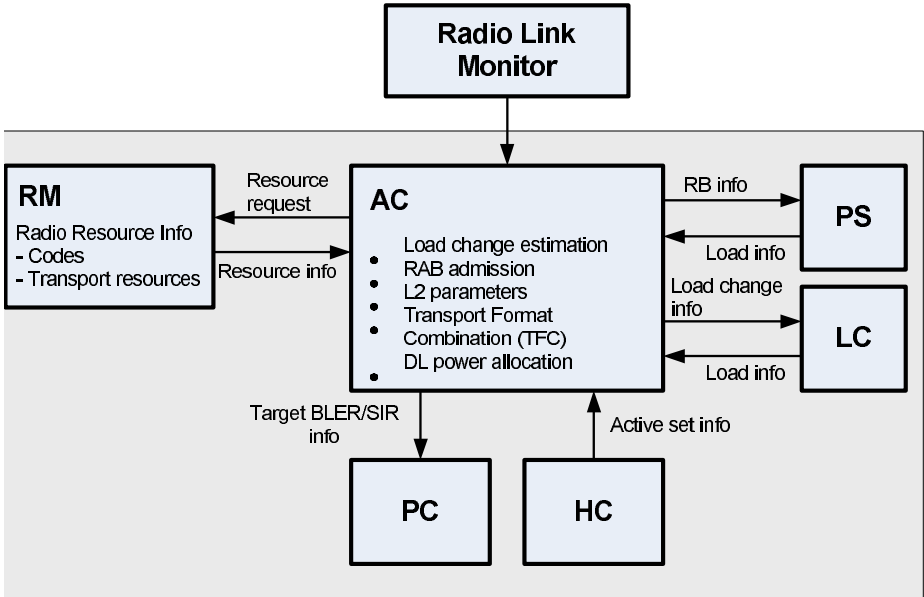 Radio Link
Monitor
RM
Radio Resource Info
- Codes
- Transport resources
Resource
request
Resource info
AC
• Load change estimation
• RAB admission
• L2 parameters
• Transport Format
Combination (TFC)
• DL power allocation
RB info
Load info
PS
Load change
info
Load info
LC
Target BLER/SIR
info
Active set info
PC
HC